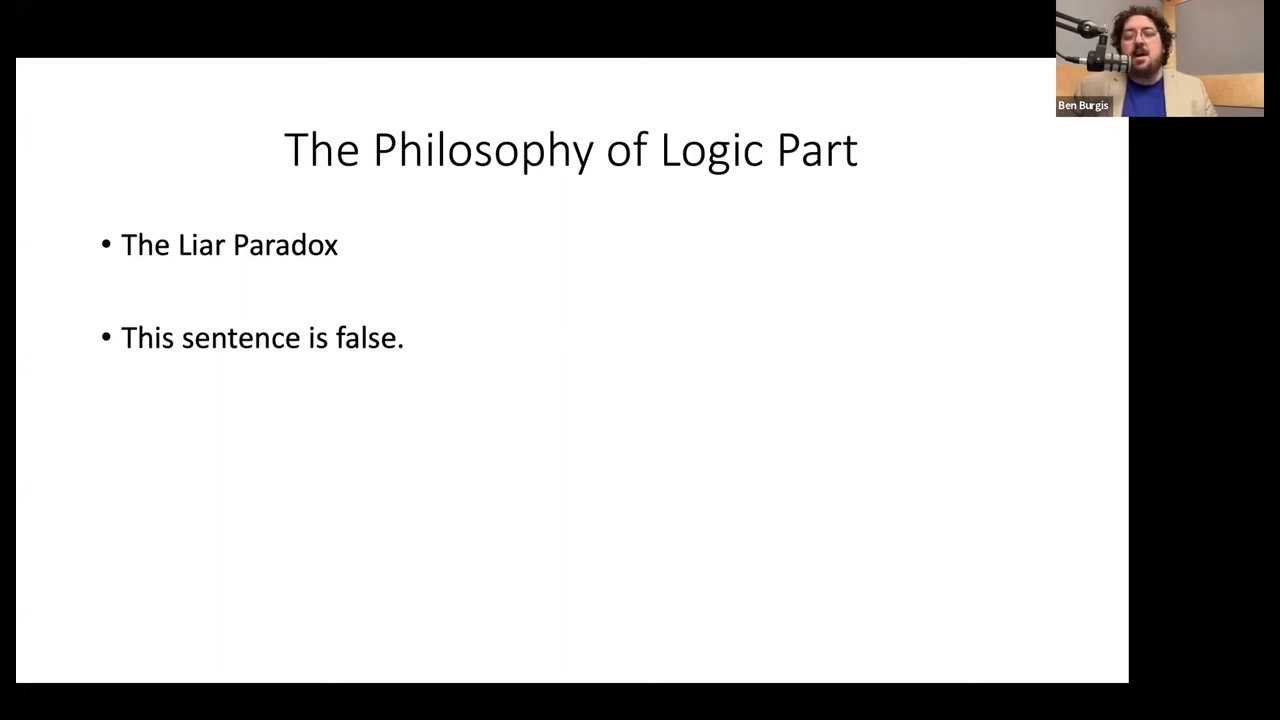 Ben Burgis
The Philosophy of Logic Part
• The Liar Paradox
• This sentence is false.